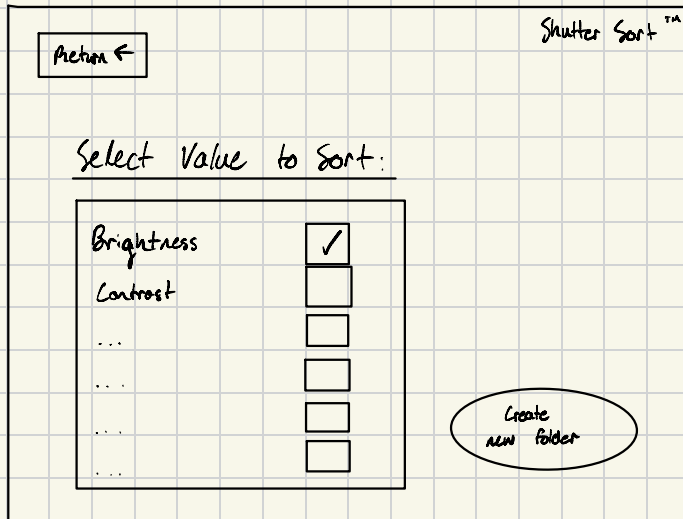 Return ←
Shutter Sort™
Select Value to Sort:
Brightness ✓
Contrast
...
...
...
...
Create
new folder